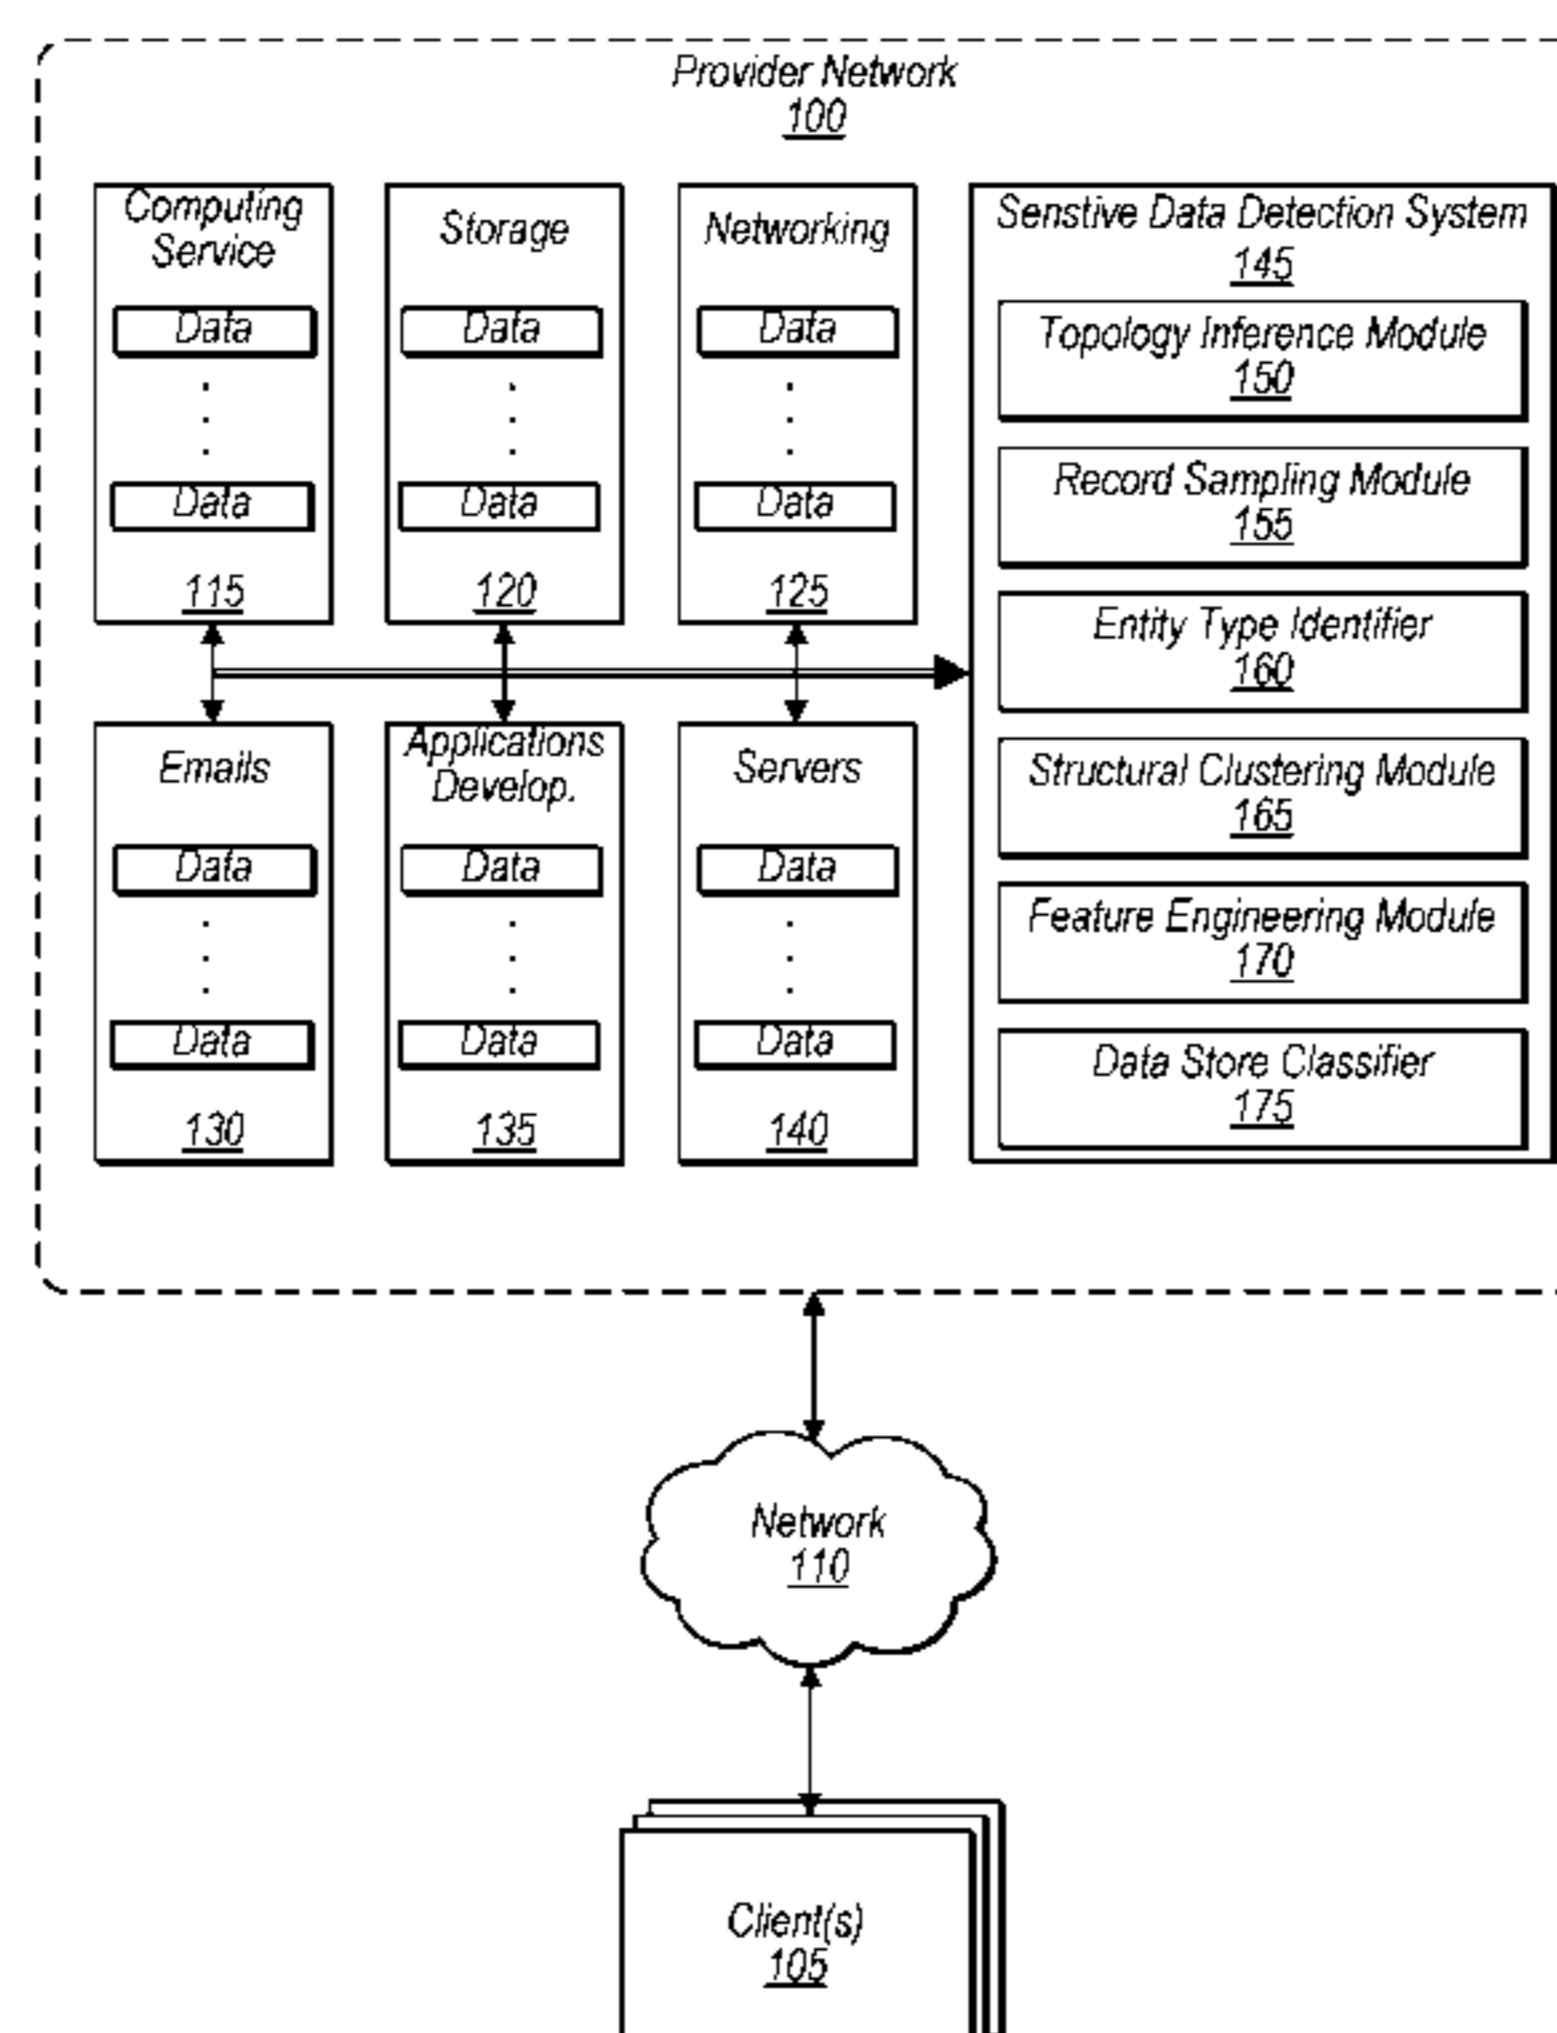 Provider Network
100
Computing
Service
Data
Data
115
Storage
Data
Data
120
Networking
Data
Data
125
Emails
Data
Data
130
Applications
Develop.
Data
Data
135
Servers
Data
Data
140
Senstive Data Detection System
145
Topology Inference Module
150
Record Sampling Module
155
Entity Type Identifier
160
Structural Clustering Module
165
Feature Engineering Module
170
Data Store Classifier
175
Network
110
Client(s)
105